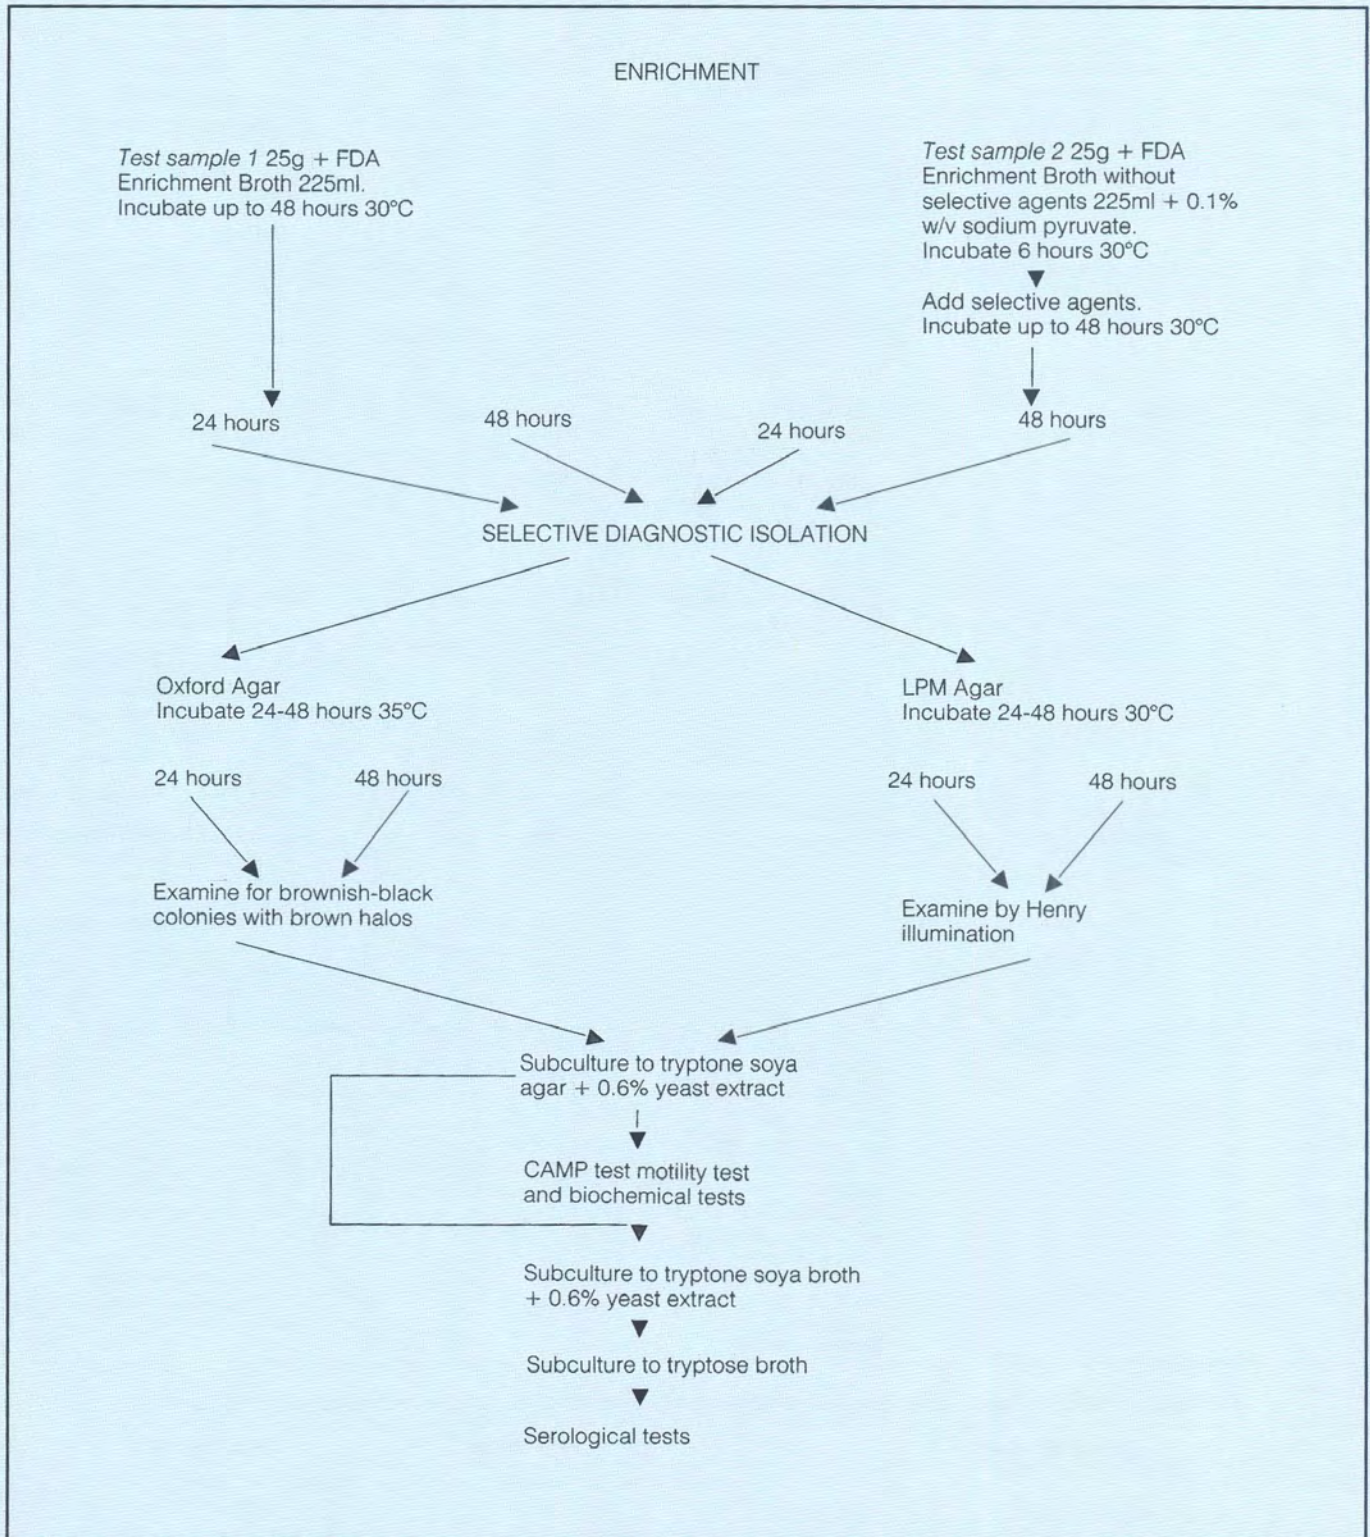 ENRICHMENT
Test sample 1 25g + FDA
Enrichment Broth 225ml.
Incubate up to 48 hours 30°C
Test sample 2 25g + FDA
Enrichment Broth without
selective agents 225ml + 0.1%
w/v sodium pyruvate.
Incubate 6 hours 30°C
Add selective agents.
Incubate up to 48 hours 30°C
24 hours
48 hours
24 hours
48 hours
SELECTIVE DIAGNOSTIC ISOLATION
Oxford Agar
Incubate 24-48 hours 35°C
LPM Agar
Incubate 24-48 hours 30°C
24 hours
48 hours
24 hours
48 hours
Examine for brownish-black
colonies with brown halos
Examine by Henry
illumination
Subculture to tryptone soya
agar + 0.6% yeast extract
CAMP test motility test
and biochemical tests
Subculture to tryptone soya broth
+ 0.6% yeast extract
Subculture to tryptose broth
Serological tests